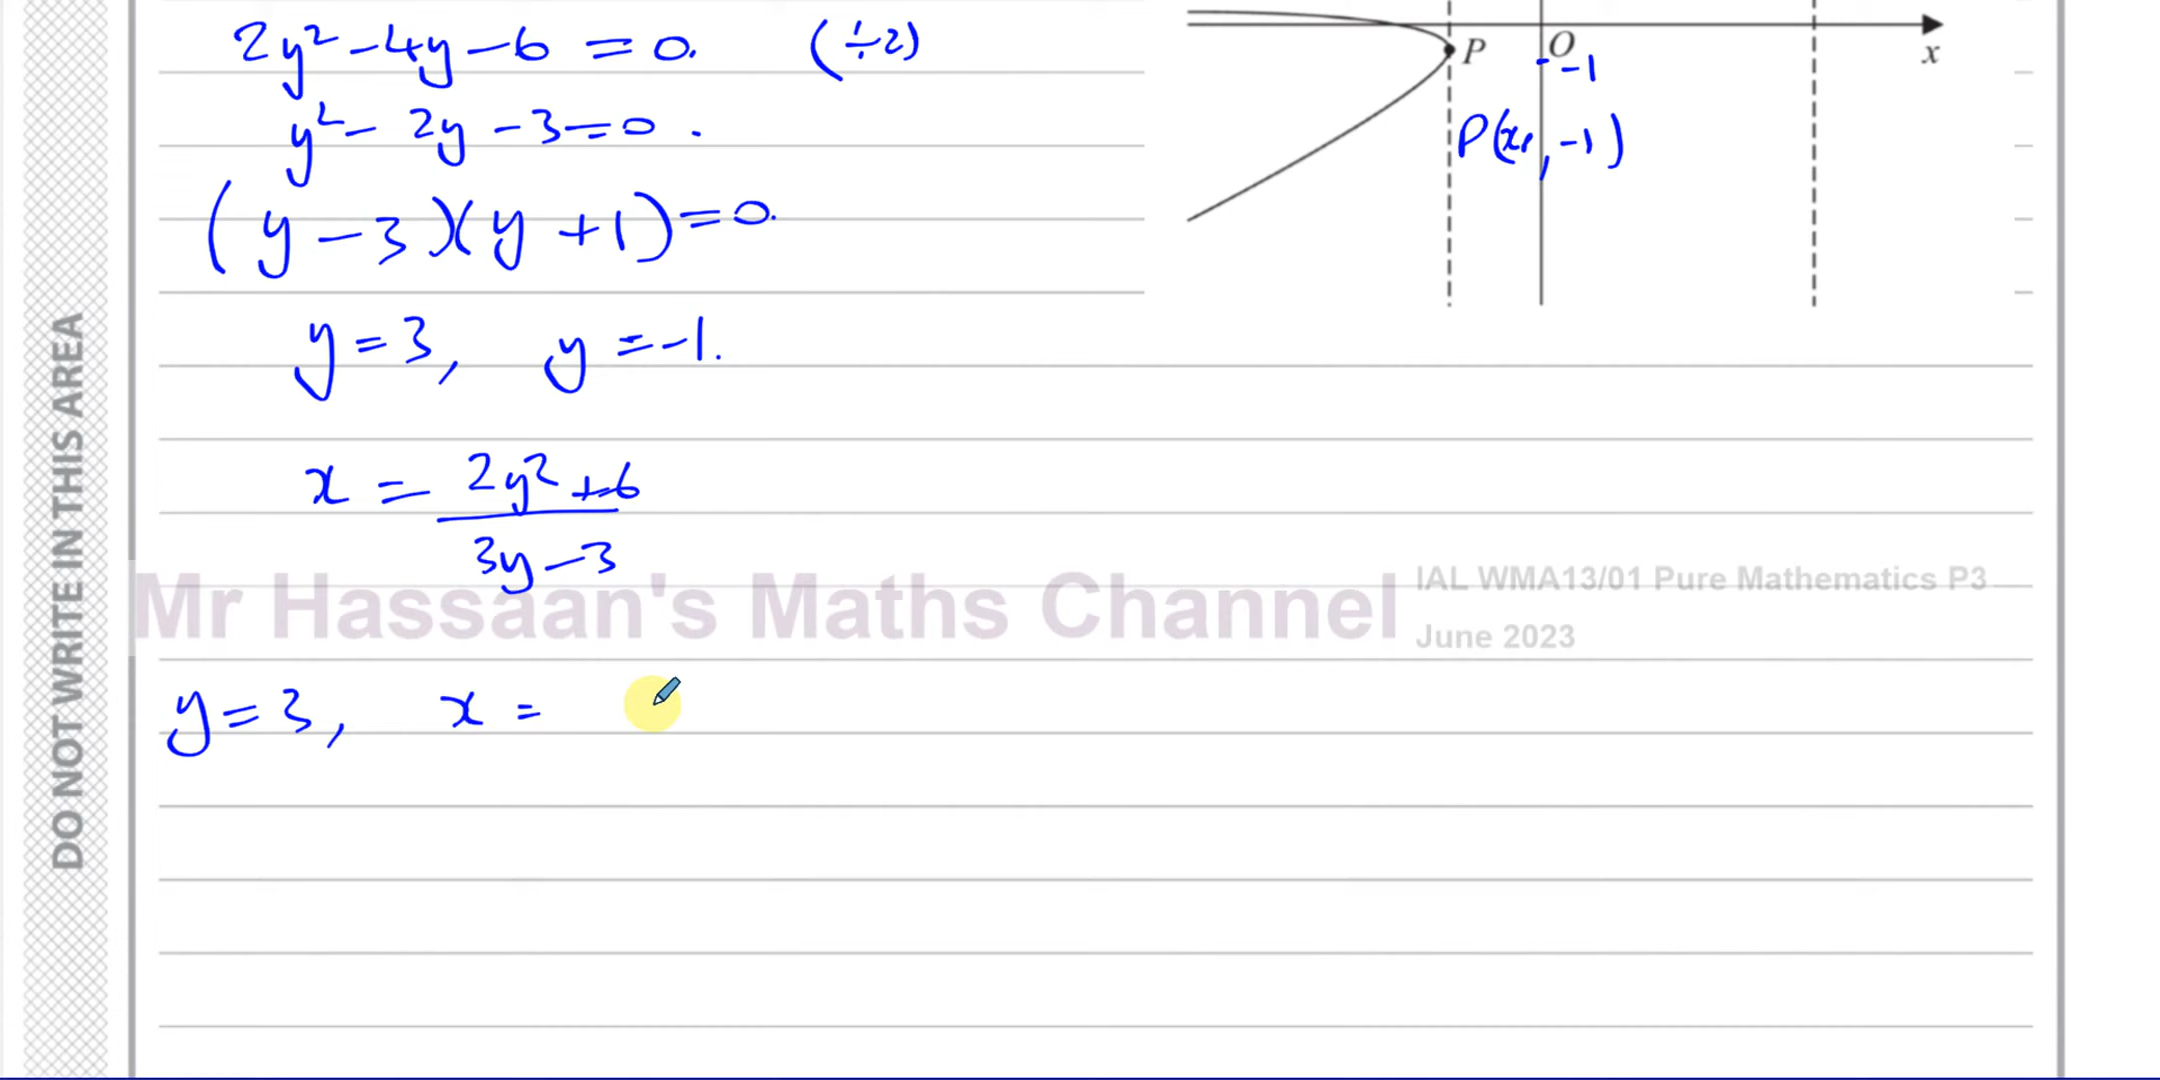 2y² - 4y - 6 = 0. (÷2)
y² - 2y - 3 = 0.
(y - 3)(y + 1) = 0.
y = 3, y = -1.
x = (2y² + 6)/(3y - 3)
y = 3, x =
P
O
x
-1
P(x₁, -1)
DO NOT WRITE IN THIS AREA
Mr Hassaan's Maths Channel
IAL WMA13/01 Pure Mathematics P3
June 2023